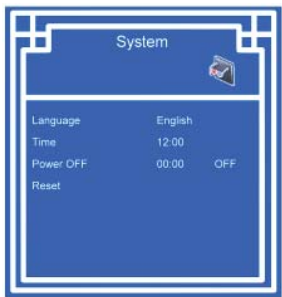 System
Language English
Time 12:00
Power OFF 00:00 OFF
Reset